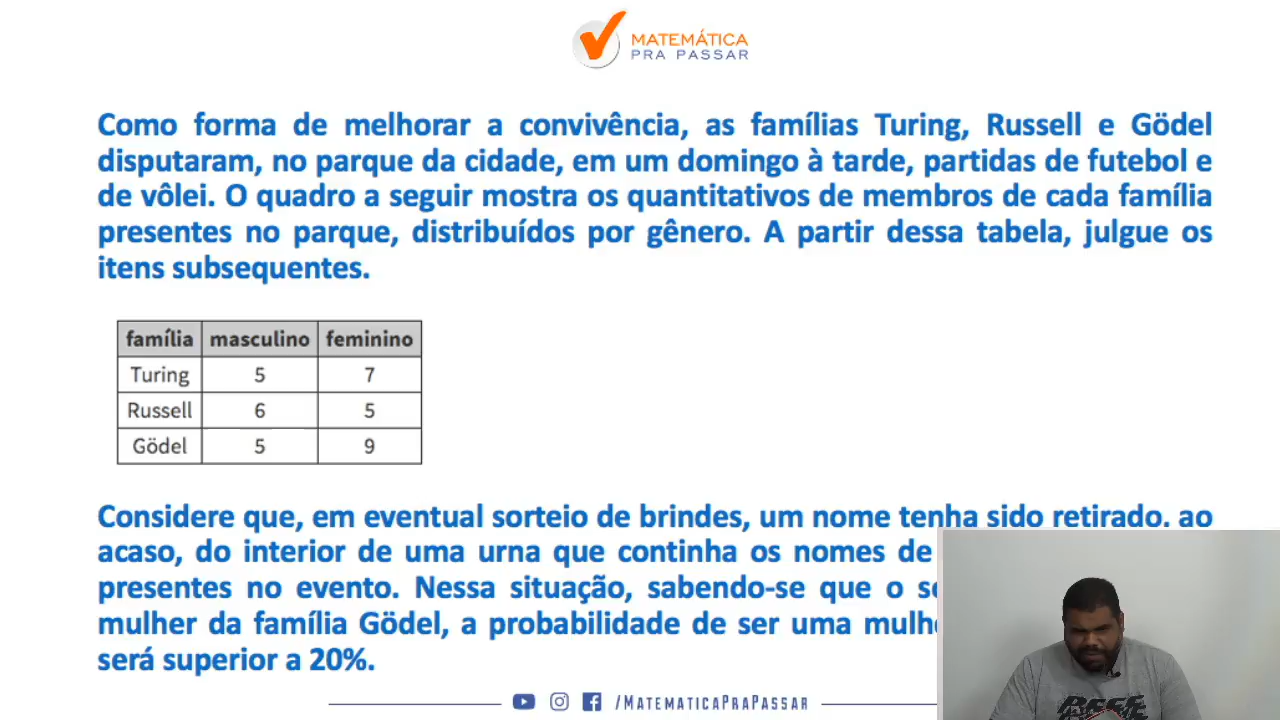 MATEMÁTICA
PRA PASSAR
Como forma de melhorar a convivência, as famílias Turing, Russell e Gödel
disputaram, no parque da cidade, em um domingo à tarde, partidas de futebol e
de vôlei. O quadro a seguir mostra os quantitativos de membros de cada família
presentes no parque, distribuídos por gênero. A partir dessa tabela, julgue os
itens subsequentes.
família masculino feminino
Turing 5 7
Russell 6 5
Gödel 5 9
Considere que, em eventual sorteio de brindes, um nome tenha sido retirado, ao
acaso, do interior de uma urna que continha os nomes de
presentes no evento. Nessa situação, sabendo-se que o
mulher da família Gödel, a probabilidade de ser uma
será superior a 20%.
/MATEMATICAPRAPASSAR